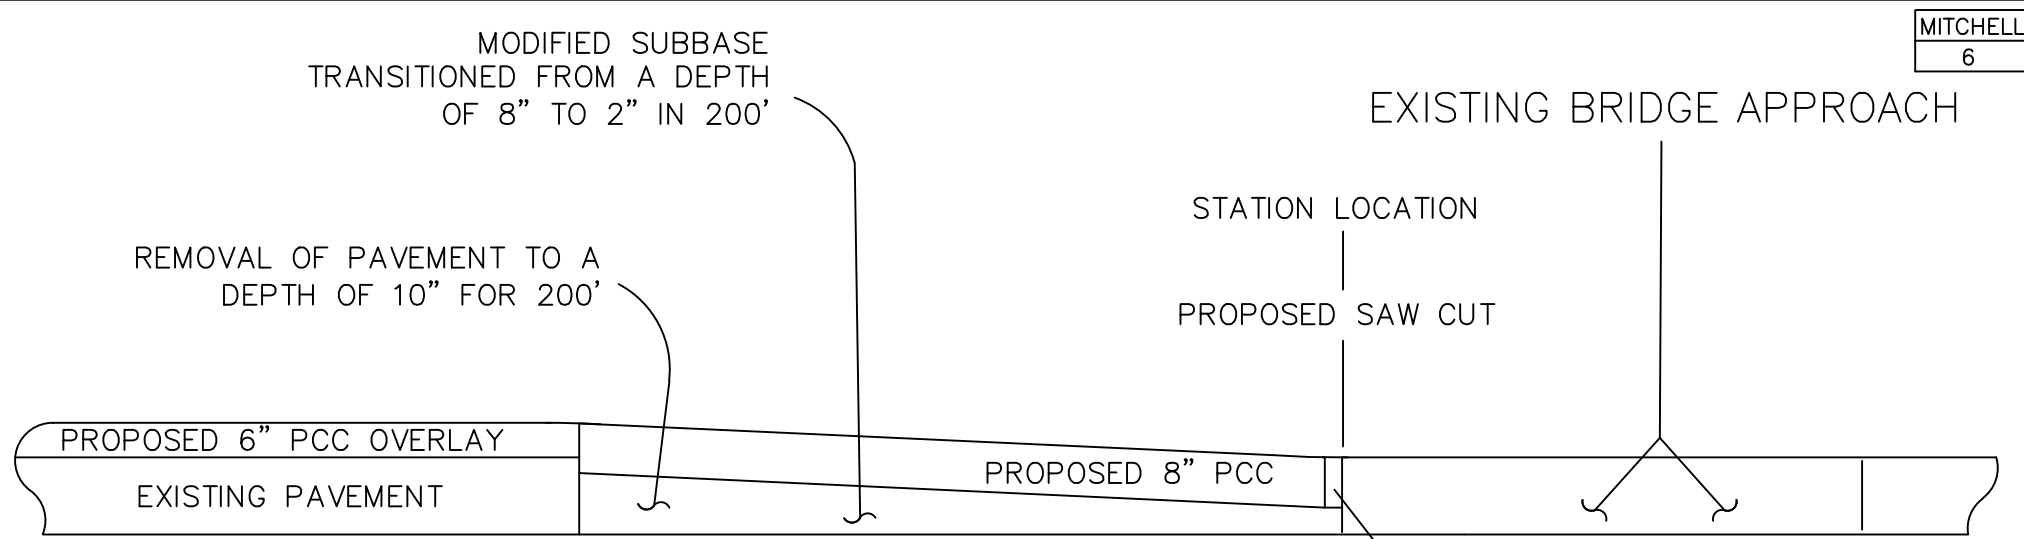 MITCHELL
6
MODIFIED SUBBASE
TRANSITIONED FROM A DEPTH
OF 8” TO 2” IN 200’
EXISTING BRIDGE APPROACH
STATION LOCATION
REMOVAL OF PAVEMENT TO A
DEPTH OF 10” FOR 200’
PROPOSED SAW CUT
PROPOSED 6” PCC OVERLAY
PROPOSED 8” PCC
EXISTING PAVEMENT